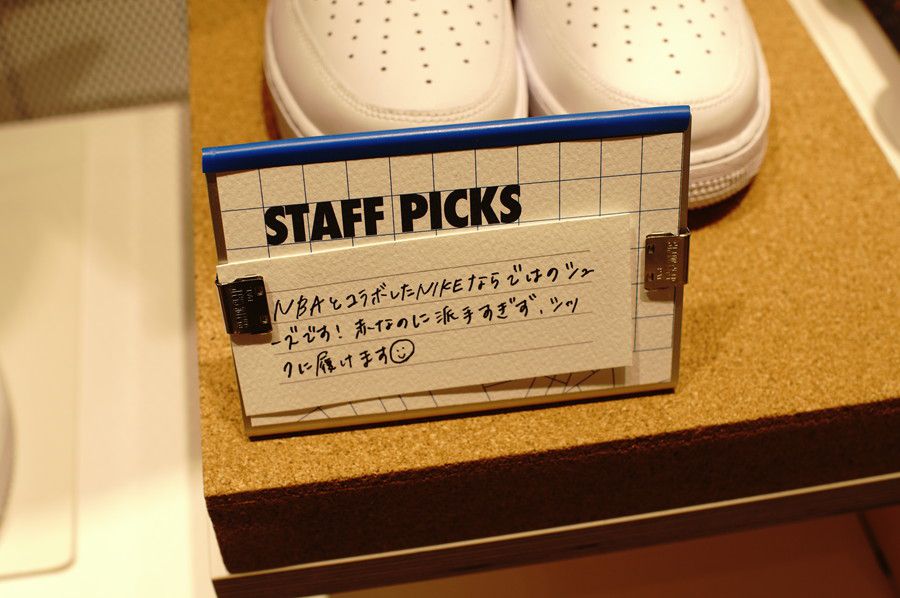 STAFF PICKS
NBAとコラボしたNIKEならではのシュ
ーズです！赤なのに派手すぎず、シッ
クに履けます